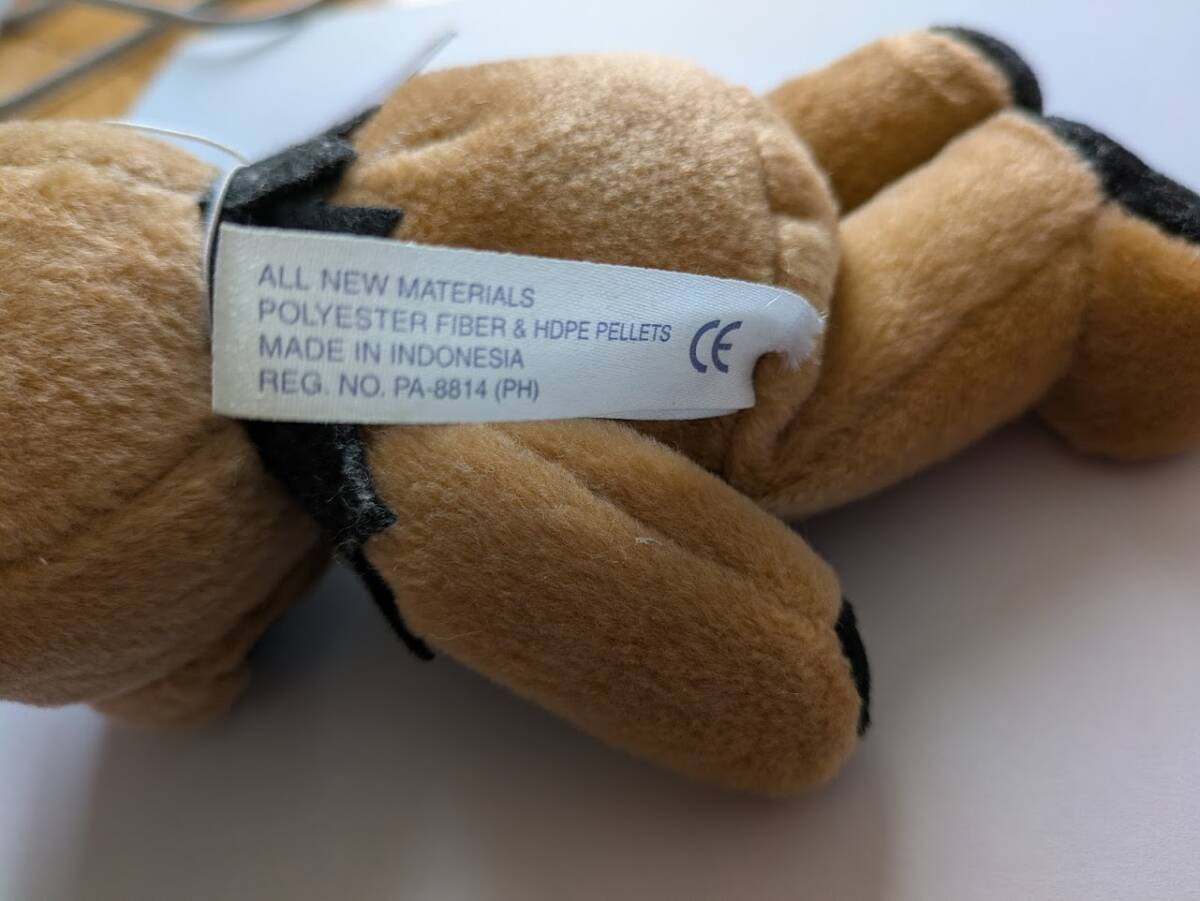 ALL NEW MATERIALS
POLYESTER FIBER & HDPE PELLETS
MADE IN INDONESIA
REG. NO. PA-8814 (PH)
CE